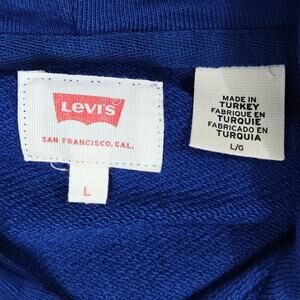 Levi's
SAN FRANCISCO, CAL.
L
MADE IN
TURKEY
FABRIQUE EN
TURQUIE
FABRICADO EN
TURQUIA
L/G